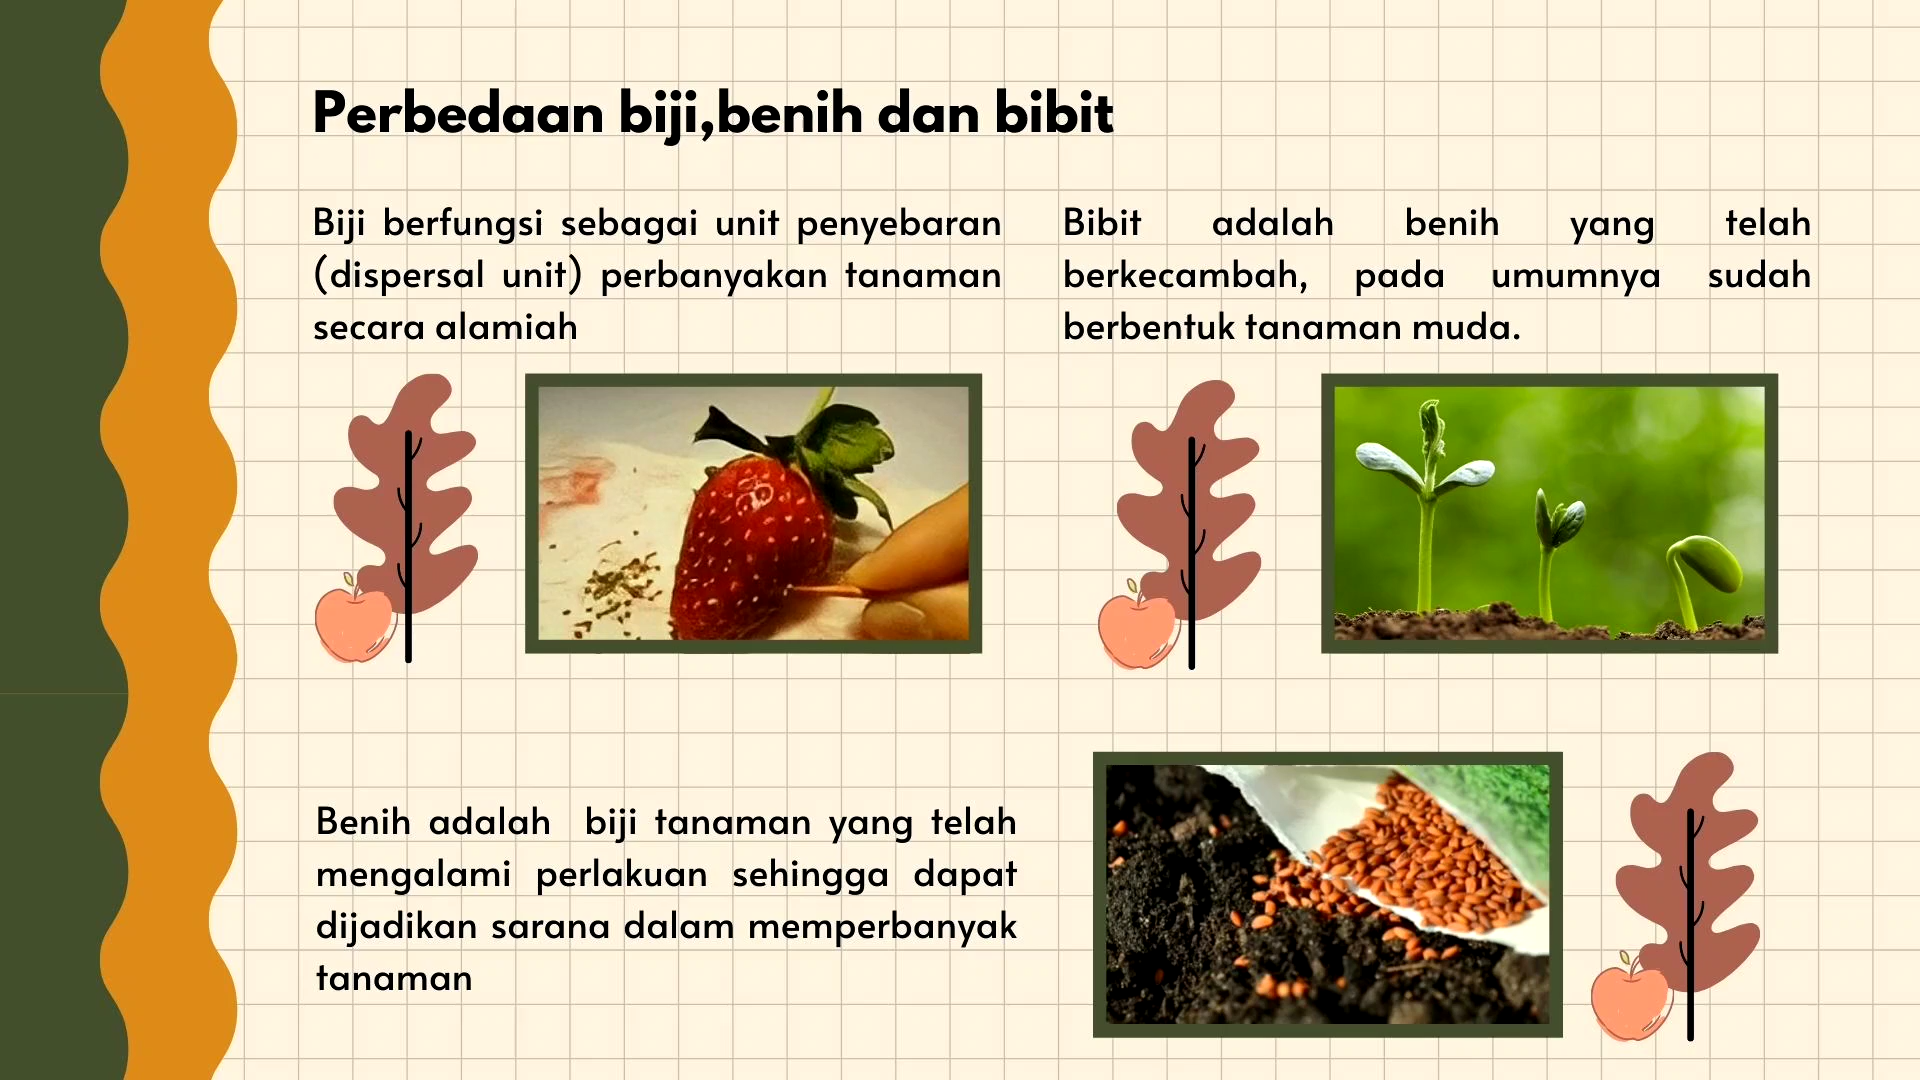 Perbedaan biji,benih dan bibit
Biji berfungsi sebagai unit penyebaran
(dispersal unit) perbanyakan tanaman
secara alamiah
Bibit adalah benih yang telah
berkecambah, pada umumnya sudah
berbentuk tanaman muda.
Benih adalah biji tanaman yang telah
mengalami perlakuan sehingga dapat
dijadikan sarana dalam memperbanyak
tanaman